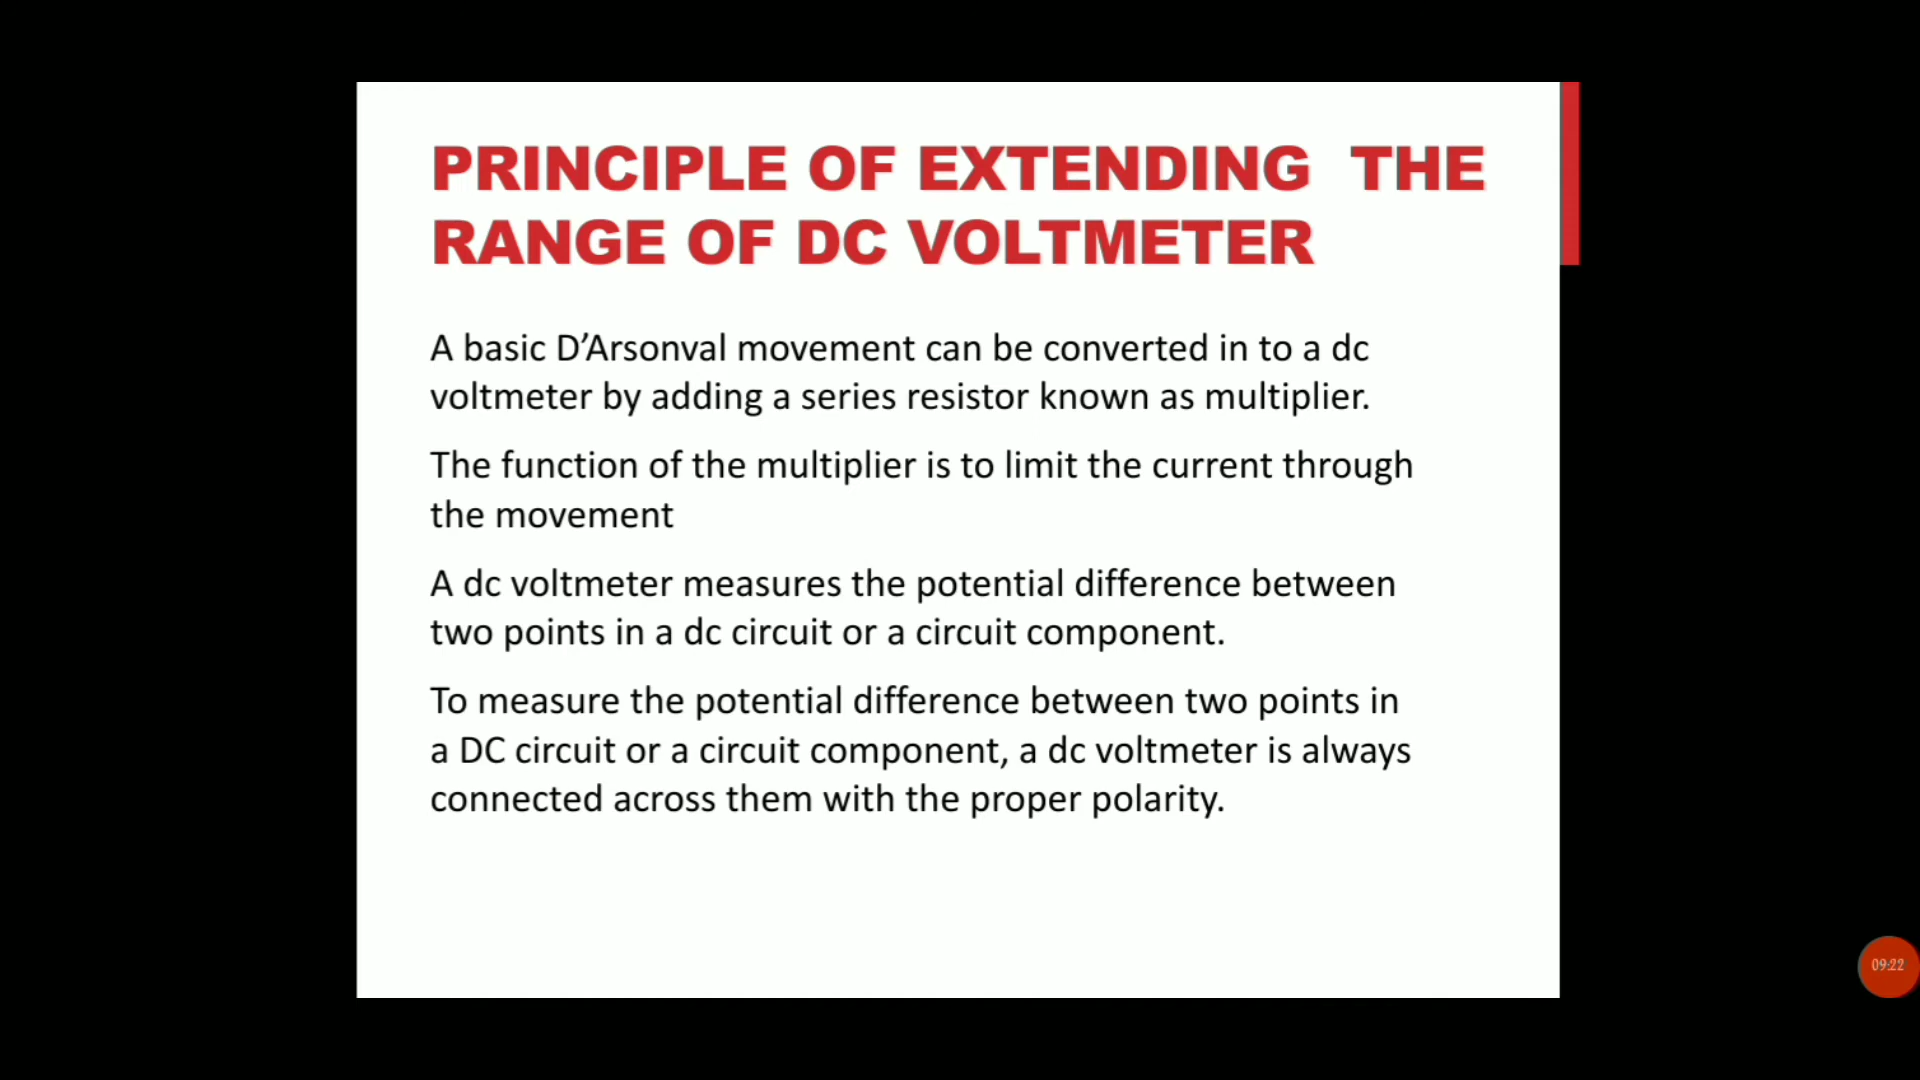 PRINCIPLE OF EXTENDING THE
RANGE OF DC VOLTMETER
A basic D’Arsonval movement can be converted in to a dc
voltmeter by adding a series resistor known as multiplier.
The function of the multiplier is to limit the current through
the movement
A dc voltmeter measures the potential difference between
two points in a dc circuit or a circuit component.
To measure the potential difference between two points in
a DC circuit or a circuit component, a dc voltmeter is always
connected across them with the proper polarity.
09:22